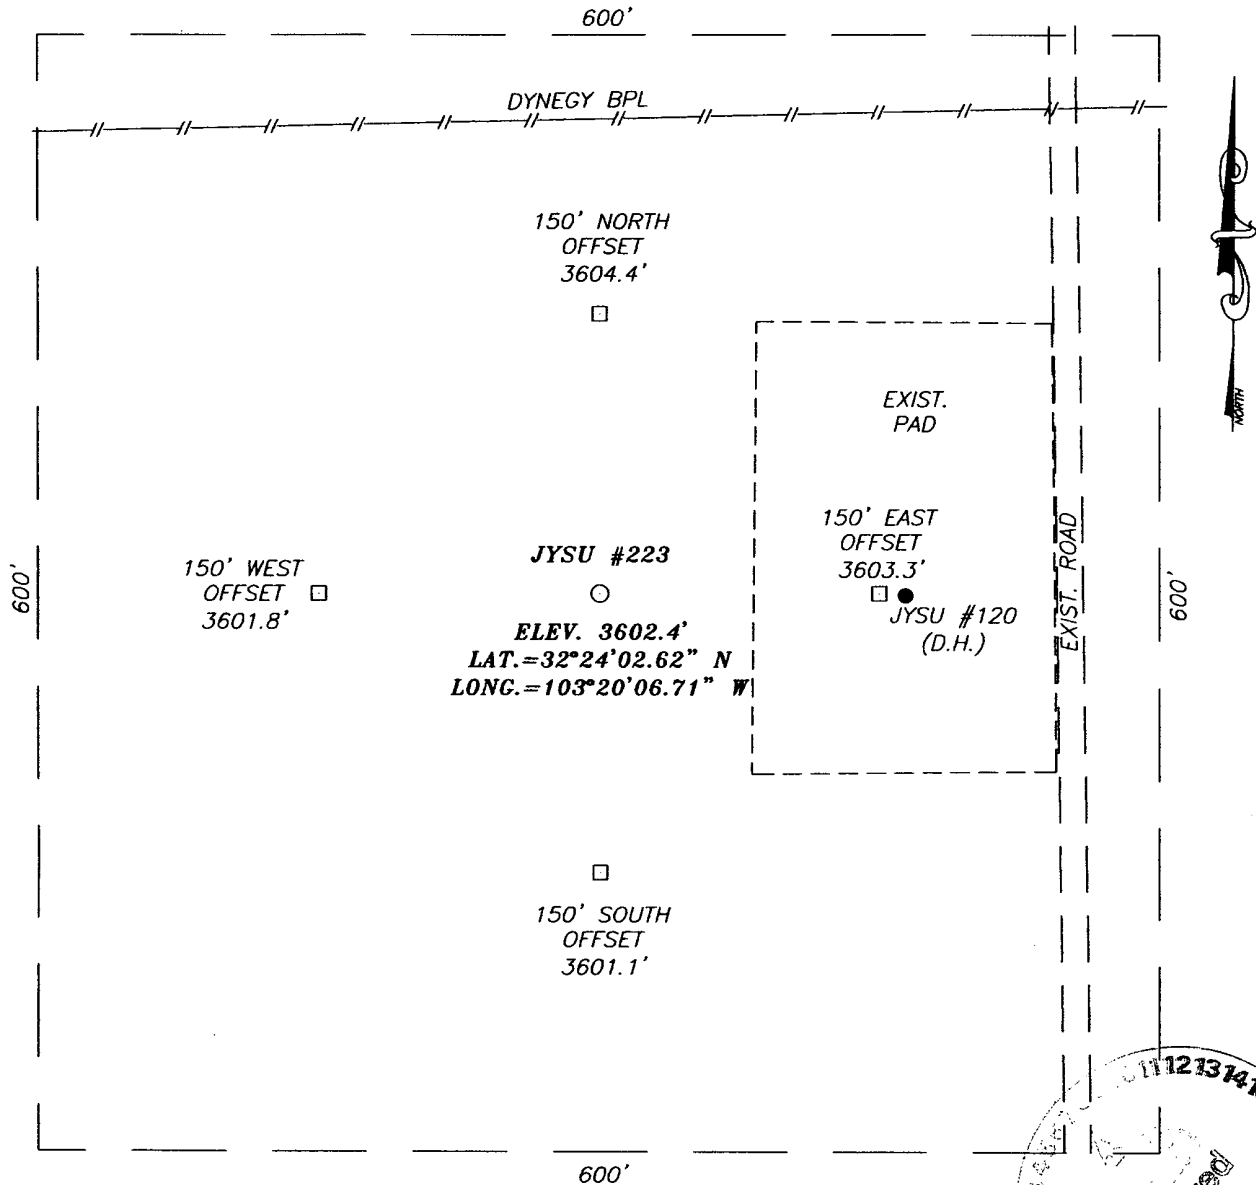 600'
DYNEGY BPL
150' NORTH
OFFSET
3604.4'
NORTH
EXIST.
PAD
150' EAST
OFFSET
3603.3'
JYSU #120
(D.H.)
EXIST. ROAD
JYSU #223
ELEV. 3602.4'
LAT.=32°24'02.62" N
LONG.=103°20'06.71" W
150' WEST
OFFSET
3601.8'
600'
600'
150' SOUTH
OFFSET
3601.1'
600'
11121314